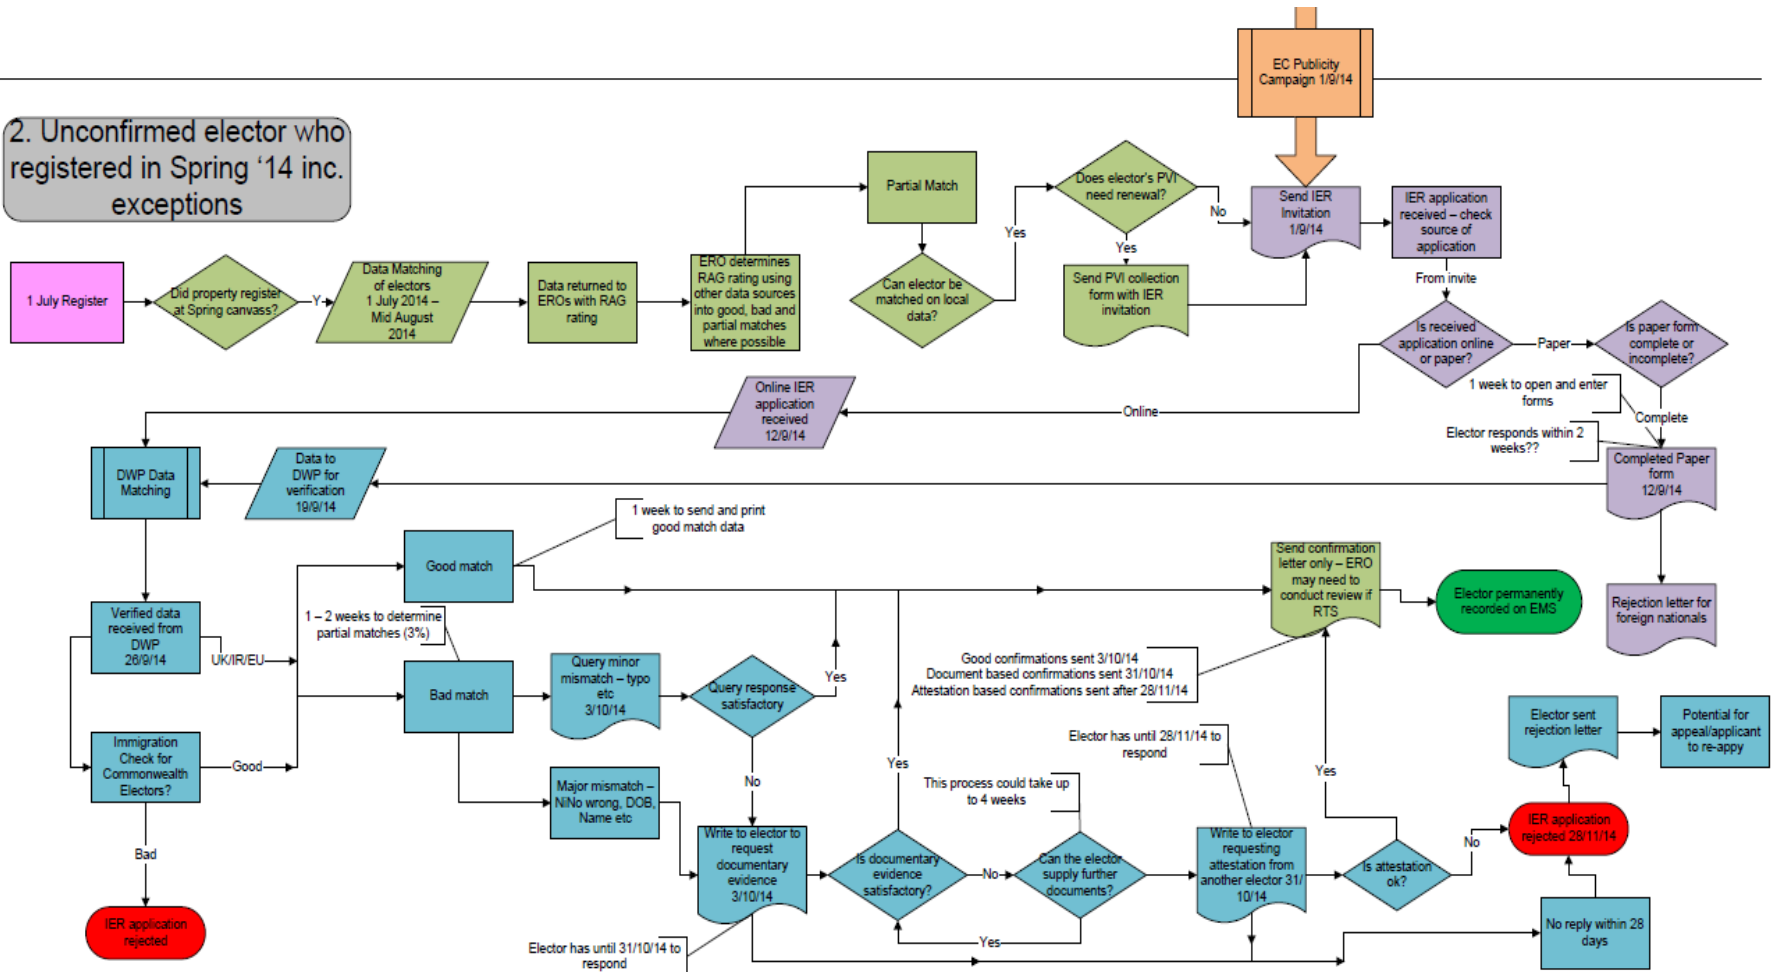 EC Publicity
Campaign 1/9/14
2. Unconfirmed elector who
registered in Spring ‘14 inc.
exceptions
1 July Register
Did property register
at Spring canvass?
Y
Data Matching
of electors
1 July 2014 –
Mid August
2014
Data returned to
EROs with RAG
rating
ERO determines
RAG rating using
other data sources
into good, bad and
partial matches
where possible
Partial Match
Can elector be
matched on local
data?
Yes
Does elector's PVI
need renewal?
No
Yes
Send PVI collection
form with IER
invitation
Send IER
Invitation
1/9/14
IER application
received – check
source of
application
From invite
Is received
application online
or paper?
Paper
Is paper form
complete or
incomplete?
1 week to open and enter
forms
Complete
Elector responds within 2
weeks??
Completed Paper
form
12/9/14
Rejection letter for
foreign nationals
Online
Online IER
application
received
12/9/14
Data to
DWP for
verification
19/9/14
DWP Data
Matching
Verified data
received from
DWP
26/9/14
UK/IR/EU
Immigration
Check for
Commonwealth
Electors?
Good
Bad
IER application
rejected
Good match
1 week to send and print
good match data
1 – 2 weeks to determine
partial matches (3%)
Bad match
Query minor
mismatch – typo
etc
3/10/14
Query response
satisfactory
Yes
No
Major mismatch –
NiNo wrong, DOB,
Name etc
Write to elector to
request
documentary
evidence
3/10/14
Elector has until 31/10/14 to
respond
Is documentary
evidence
satisfactory?
Yes
No
This process could take up
to 4 weeks
Can the elector
supply further
documents?
Yes
Elector has until 28/11/14 to
respond
Write to elector
requesting
attestation from
another elector 31/
10/14
Is attestation
ok?
Yes
No
Good confirmations sent 3/10/14
Document based confirmations sent 31/10/14
Attestation based confirmations sent after 28/11/14
Send confirmation
letter only – ERO
may need to
conduct review if
RTS
Elector permanently
recorded on EMS
Elector sent
rejection letter
Potential for
appeal/applicant
to re-appy
IER application
rejected 28/11/14
No reply within 28
days